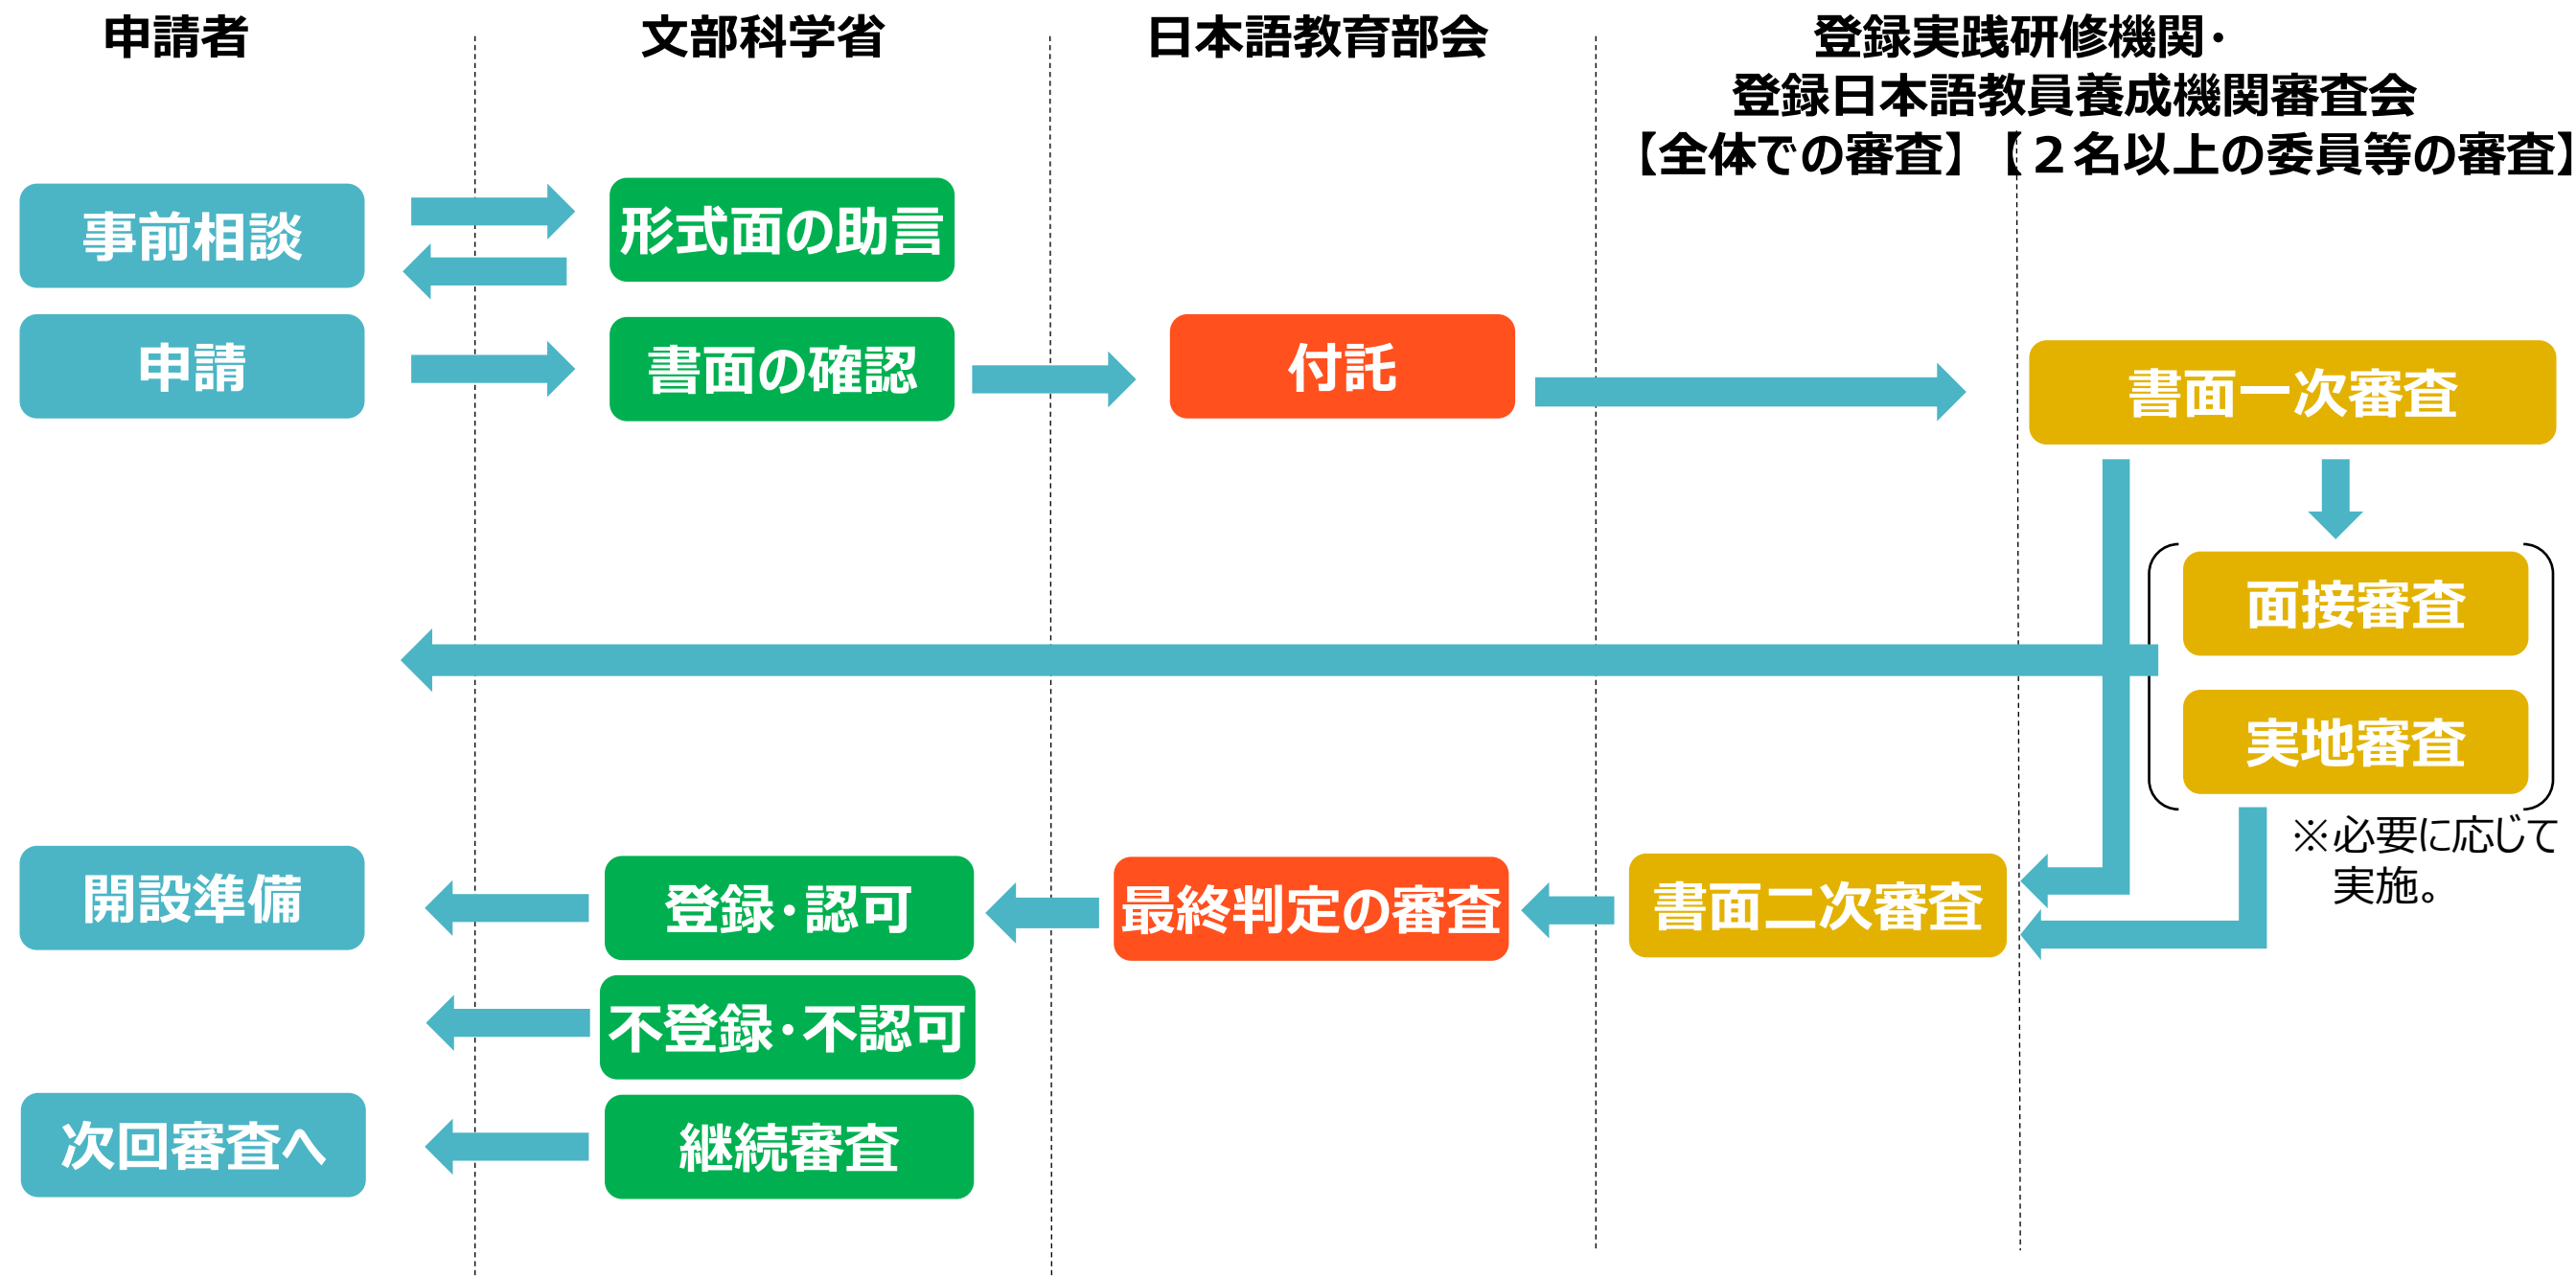 申請者
文部科学省
日本語教育部会
登録実践研修機関・
登録日本語教員養成機関審査会
【全体での審査】【２名以上の委員等の審査】
事前相談
形式面の助言
申請
書面の確認
付託
書面一次審査
面接審査
実地審査
※必要に応じて
実施。
開設準備
登録・認可
最終判定の審査
書面二次審査
不登録・不認可
次回審査へ
継続審査